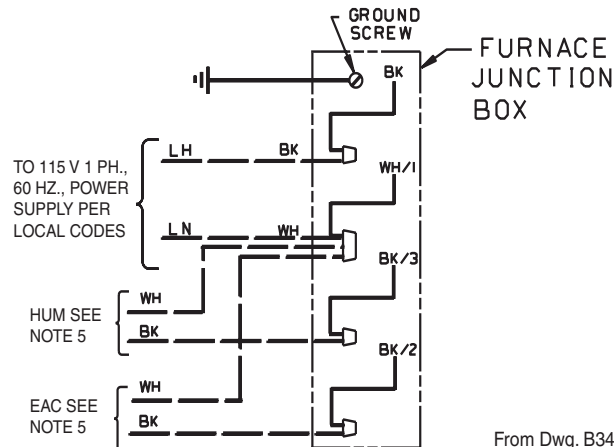 GROUND
SCREW
FURNACE
JUNCTION
BOX
BK
TO 115 V 1 PH.,
60 HZ., POWER
SUPPLY PER
LOCAL CODES
LH BK
WH/1
LN WH
BK/3
HUM SEE
NOTE 5
WH
BK
BK/2
EAC SEE
NOTE 5
WH
BK
From Dwg. B34